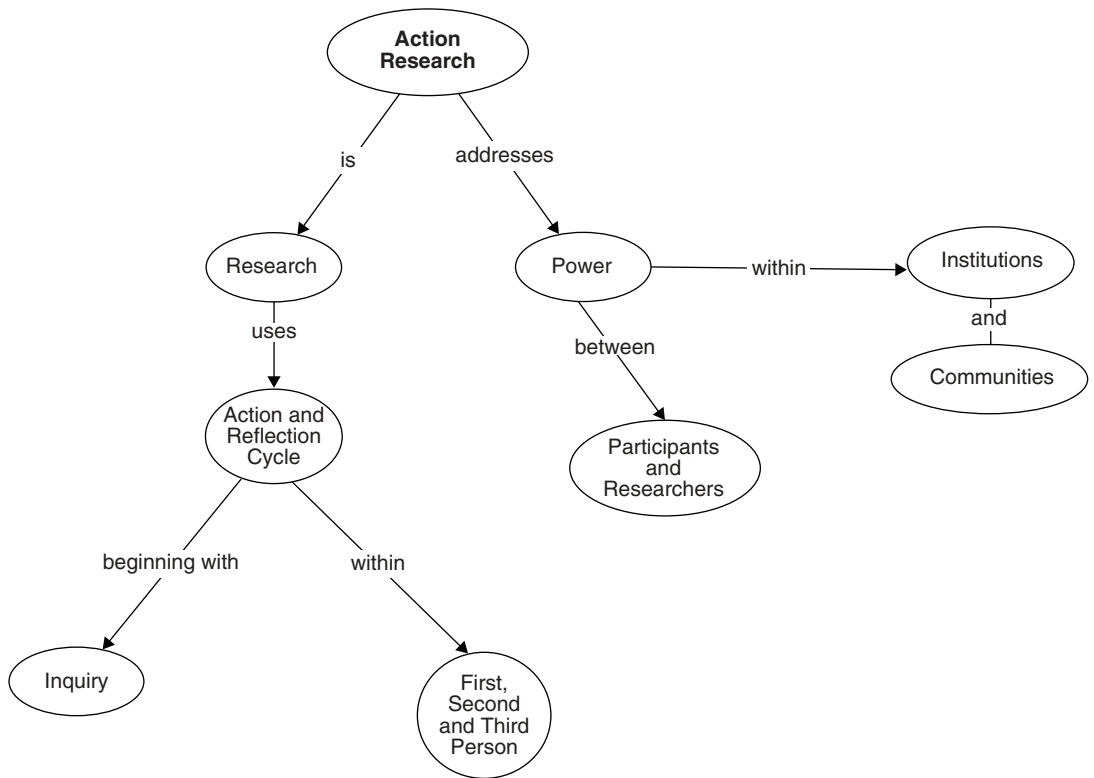 Action
Research
is
addresses
Research
Power
within
Institutions
and
Communities
uses
between
Action and
Reflection
Cycle
Participants
and
Researchers
beginning with
within
Inquiry
First,
Second
and Third
Person